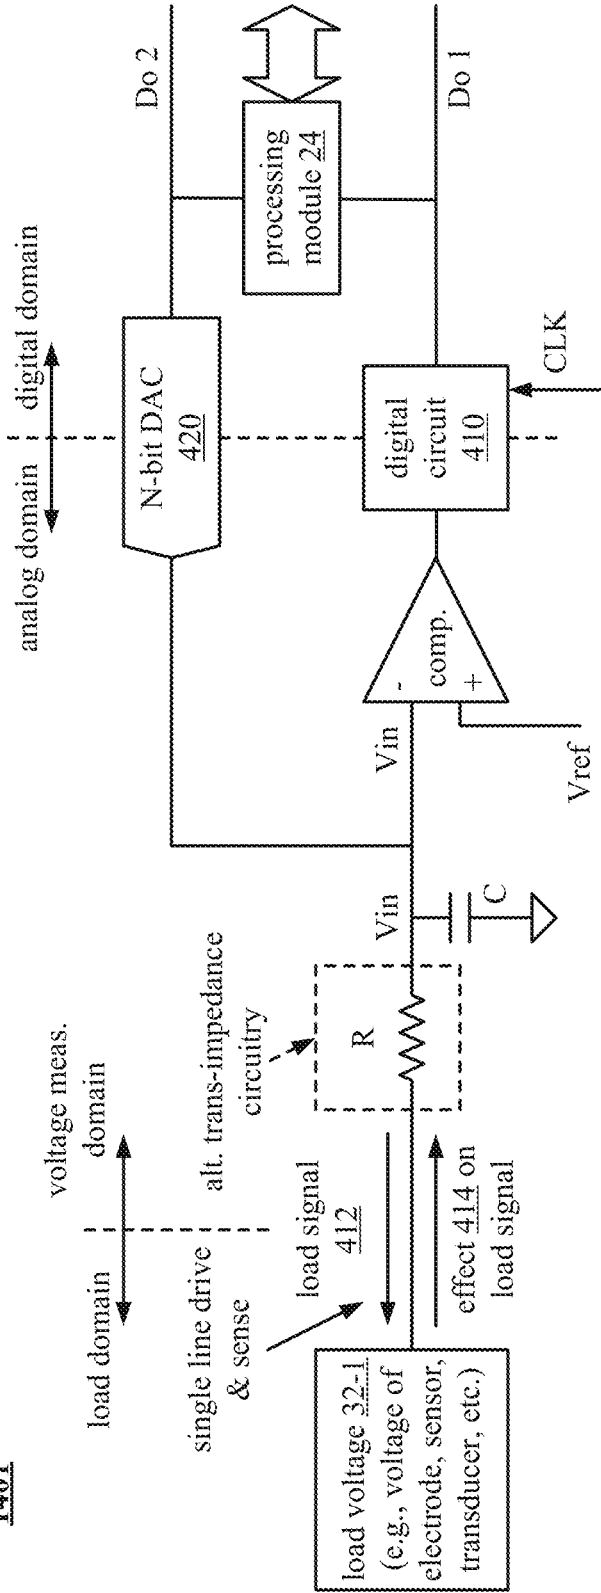 load domain
voltage meas.
domain
analog domain
digital domain
single line drive
& sense
alt. trans-impedance
circuitry
N-bit DAC
420
Do 2
load signal
412
R
Vin
Vin
processing
module 24
load voltage 32-1
(e.g., voltage of
electrode, sensor,
transducer, etc.)
effect 414 on
load signal
C
-
comp.
+
Vref
digital
circuit
410
CLK
Do 1